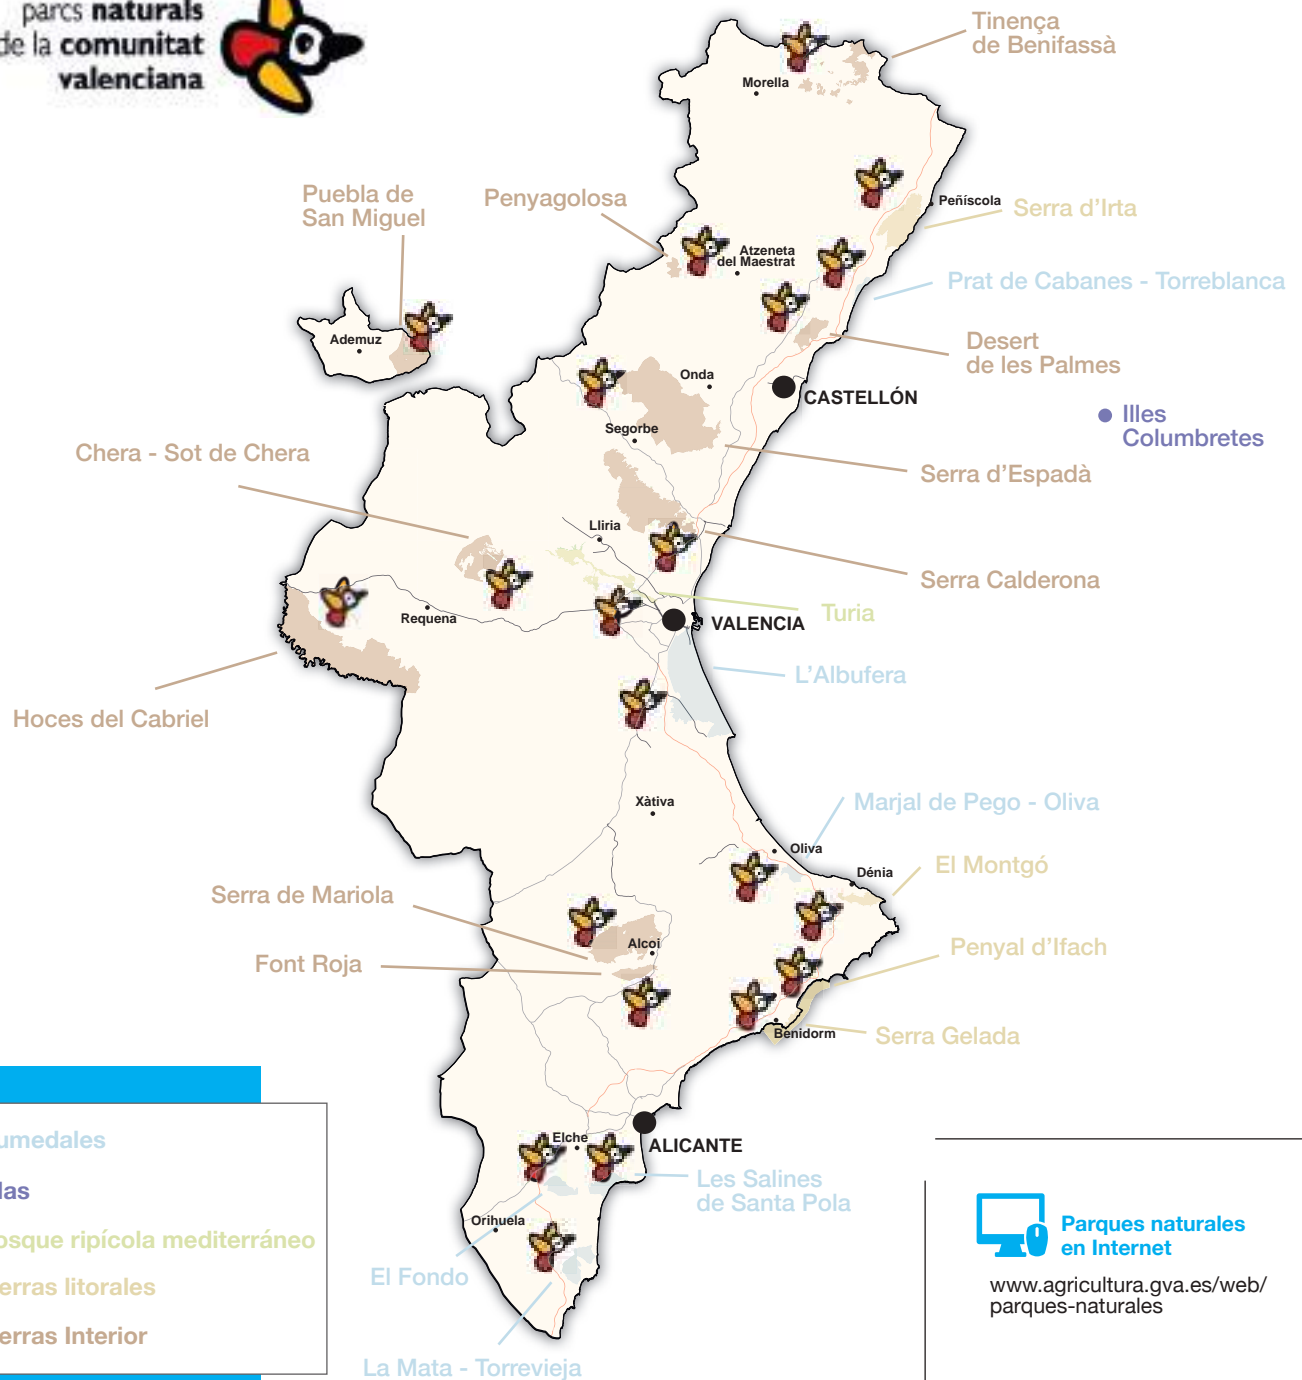 parcs naturals
de la comunitat
valenciana
Tinença
de Benifassà
Morella
Puebla de
San Miguel
Penyagolosa
Peñíscola
Serra d'Irta
Atzeneta
del Maestrat
Prat de Cabanes - Torreblanca
Ademuz
Desert
de les Palmes
Onda
CASTELLÓN
Illes
Columbretes
Segorbe
Chera - Sot de Chera
Serra d'Espadà
Lliria
Serra Calderona
Requena
Turia
VALENCIA
L'Albufera
Hoces del Cabriel
Xàtiva
Marjal de Pego - Oliva
Oliva
El Montgó
Dénia
Serra de Mariola
Alcoi
Penyal d'Ifach
Font Roja
Benidorm
Serra Gelada
Elche
ALICANTE
Les Salines
de Santa Pola
Orihuela
El Fondo
La Mata - Torrevieja
umedales
las
osque ripícola mediterráneo
erras litorales
erras Interior
Parques naturales
en Internet
www.agricultura.gva.es/web/
parques-naturales